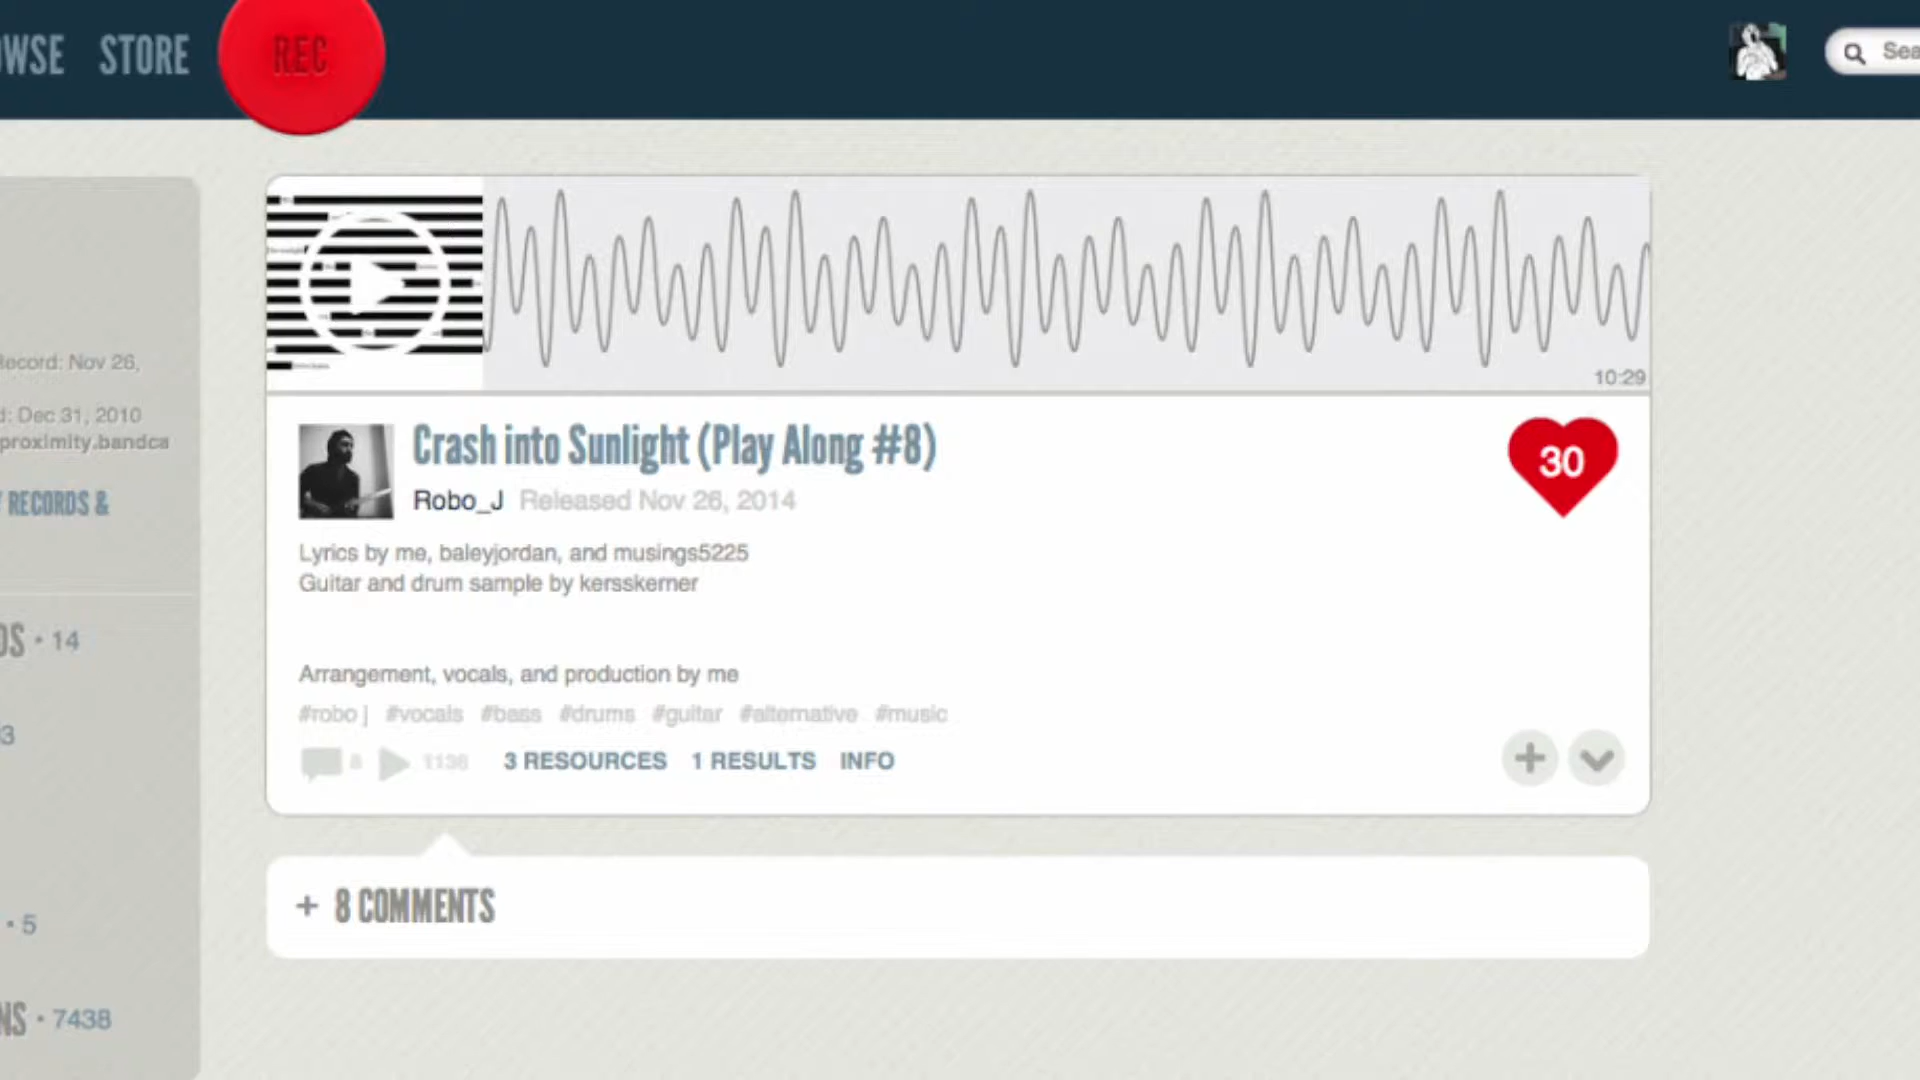 OWSE STORE REC Sea
10:29
Record: Nov 26,
d: Dec 31, 2010
proximity.bandca
Y RECORDS &
DS • 14
3
• 5
NS • 7438
Crash into Sunlight (Play Along #8)
Robo_J Released Nov 26, 2014
30
Lyrics by me, baleyjordan, and musings5225
Guitar and drum sample by kersskerner
Arrangement, vocals, and production by me
#robo j #vocals #bass #drums #guitar #alternative #music
8 1136 3 RESOURCES 1 RESULTS INFO
+ 8 COMMENTS